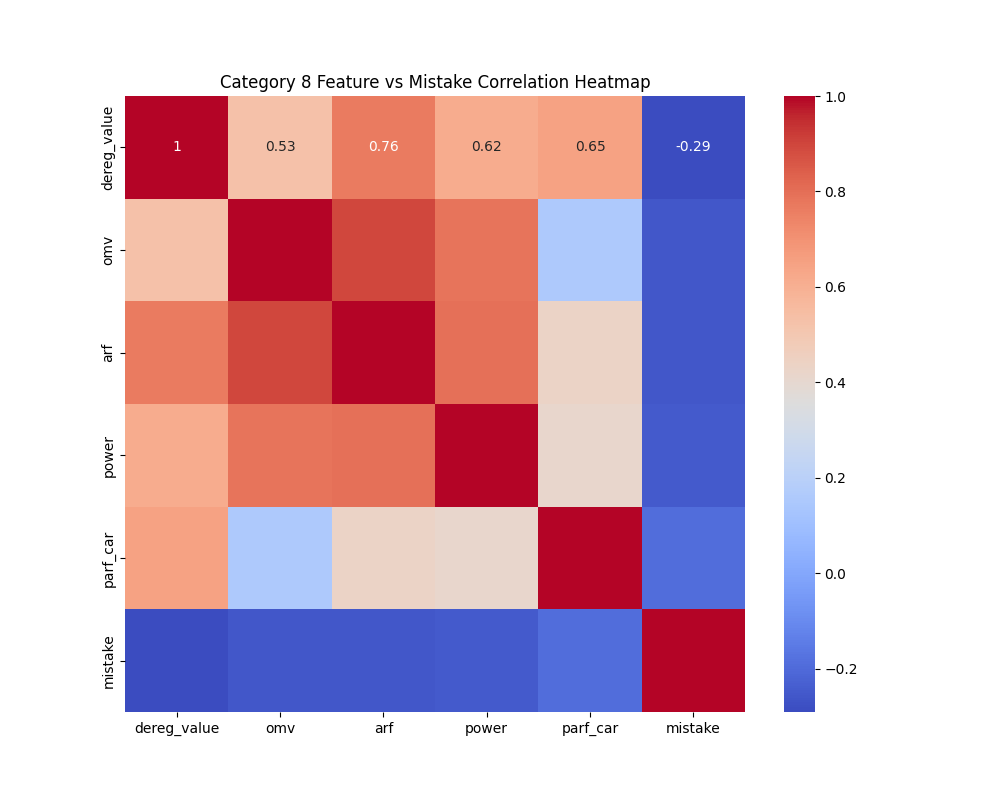 Category 8 Feature vs Mistake Correlation Heatmap
dereg_value 1 0.53 0.76 0.62 0.65 -0.29
omv
arf
power
parf_car
mistake
dereg_value omv arf power parf_car mistake
1.0
0.8
0.6
0.4
0.2
0.0
−0.2